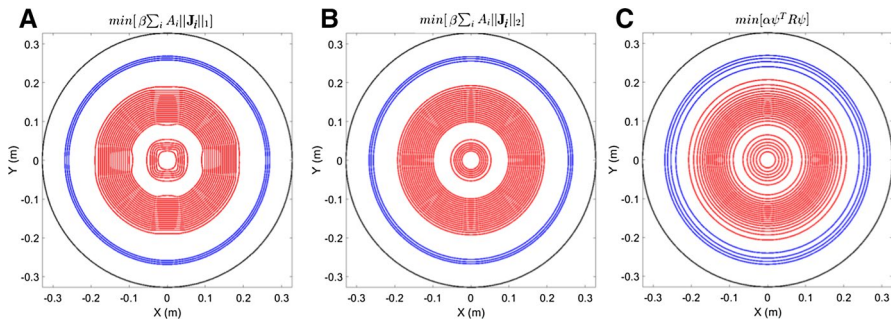 A
min[ β∑ᵢ Aᵢ||Jᵢ||₁]
B
min[ β∑ᵢ Aᵢ||Jᵢ||₂]
C
min[αψᵀRψ]
Y (m)
0.3
0.2
0.1
0
-0.1
-0.2
-0.3
-0.3 -0.2 -0.1 0 0.1 0.2 0.3
X (m)
Y (m)
0.3
0.2
0.1
0
-0.1
-0.2
-0.3
-0.3 -0.2 -0.1 0 0.1 0.2 0.3
X (m)
Y (m)
0.3
0.2
0.1
0
-0.1
-0.2
-0.3
-0.3 -0.2 -0.1 0 0.1 0.2 0.3
X (m)